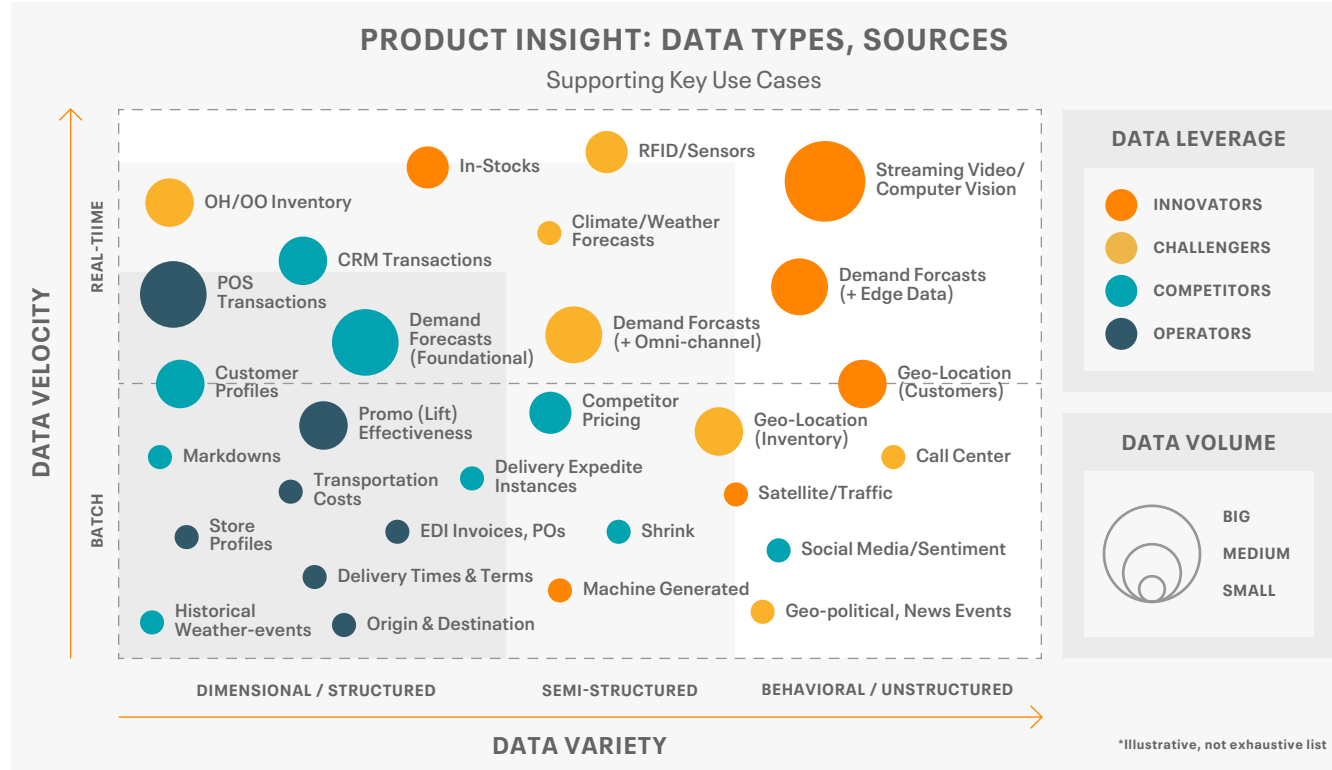 PRODUCT INSIGHT: DATA TYPES, SOURCES
Supporting Key Use Cases
DATA VELOCITY
REAL-TIIME
BATCH
In-Stocks
RFID/Sensors
Streaming Video/
Computer Vision
OH/OO Inventory
Climate/Weather
Forecasts
CRM Transactions
POS
Transactions
Demand Forcasts
(+ Edge Data)
Demand
Forecasts
(Foundational)
Demand Forcasts
(+ Omni-channel)
Customer
Profiles
Geo-Location
(Customers)
Promo (Lift)
Effectiveness
Competitor
Pricing
Geo-Location
(Inventory)
Markdowns
Call Center
Transportation
Costs
Delivery Expedite
Instances
Satellite/Traffic
Store
Profiles
EDI Invoices, POs
Shrink
Social Media/Sentiment
Delivery Times & Terms
Machine Generated
Historical
Weather-events
Origin & Destination
Geo-political, News Events
DIMENSIONAL / STRUCTURED
SEMI-STRUCTURED
BEHAVIORAL / UNSTRUCTURED
DATA VARIETY
DATA LEVERAGE
INNOVATORS
CHALLENGERS
COMPETITORS
OPERATORS
DATA VOLUME
BIG
MEDIUM
SMALL
*Illustrative, not exhaustive list